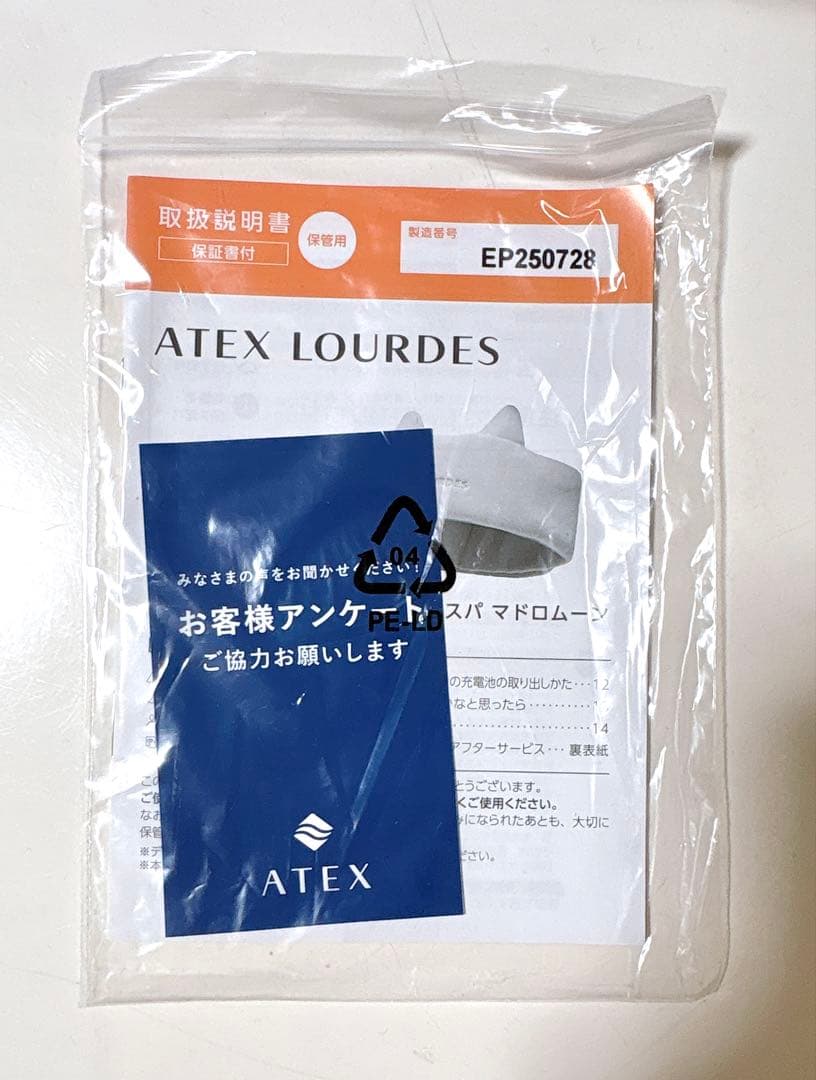 取扱説明書
保証書付
保管用
製造番号
EP250728
ATEX LOURDES
LOURDES
みなさまの声をお聞かせください!
お客様アンケート
ご協力お願いします
04
PE-LD
スパ マドロムーン
の充電池の取り出しかた…12
かなと思ったら
14
アフターサービス…裏表紙
とうございます。
くご使用ください。
になられたあとも、大切に
ださい。
ATEX